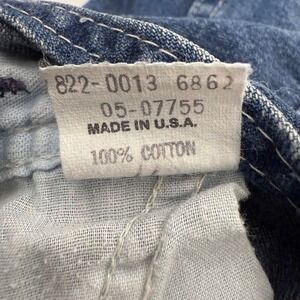 822-0013 6862
05-07755
MADE IN U.S.A.
100% COTTON